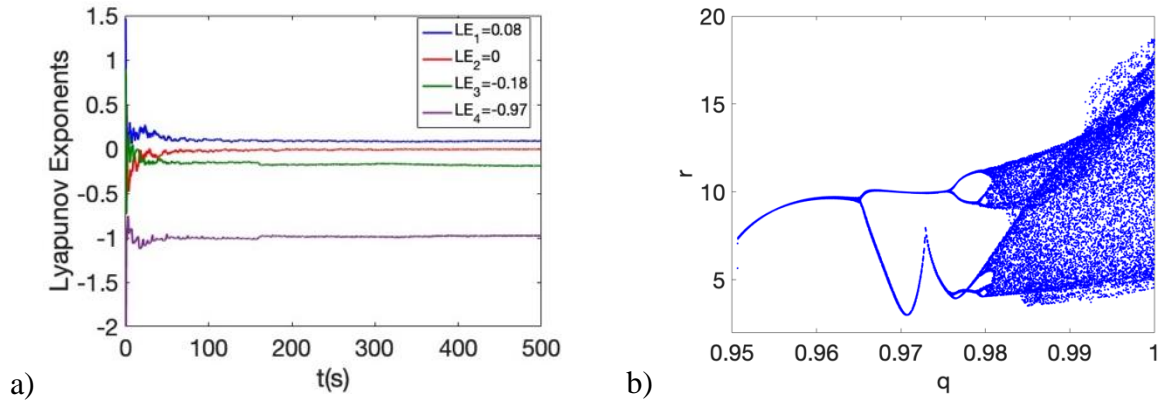 1.5
1
0.5
0
-0.5
-1
-1.5
-2
Lyapunov Exponents
LE1=0.08
LE2=0
LE3=-0.18
LE4=-0.97
0 100 200 300 400 500
t(s)
a)
20
15
10
5
r
0.95 0.96 0.97 0.98 0.99 1
q
b)